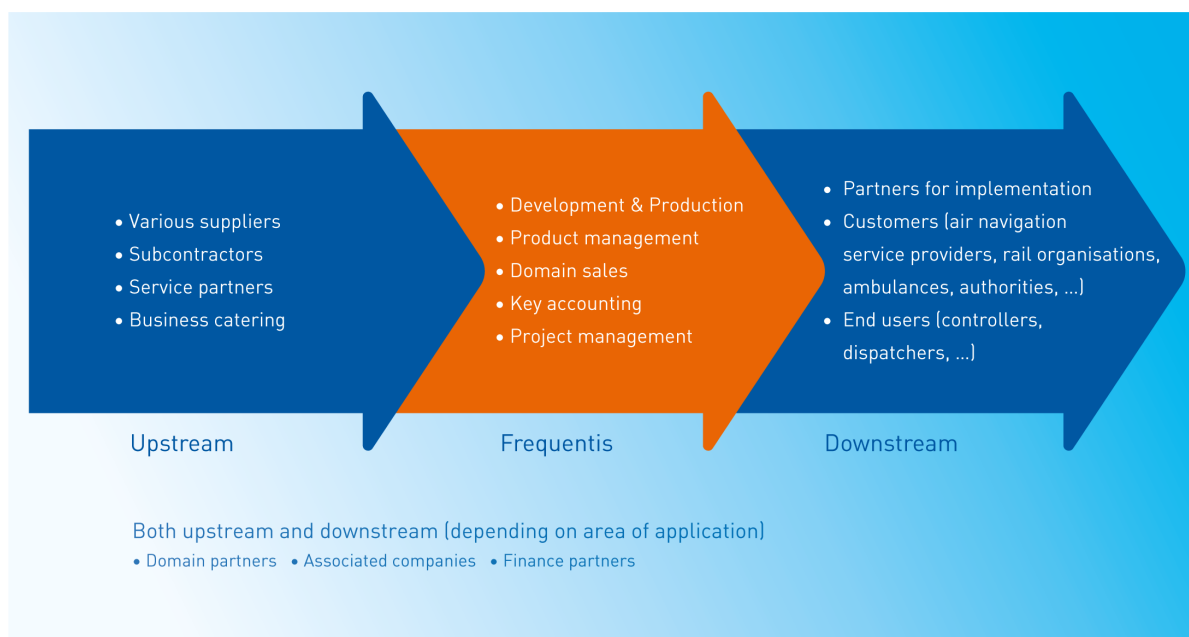 • Various suppliers
• Subcontractors
• Service partners
• Business catering
• Development & Production
• Product management
• Domain sales
• Key accounting
• Project management
• Partners for implementation
• Customers (air navigation
service providers, rail organisations,
ambulances, authorities, ...)
• End users (controllers,
dispatchers, ...)
Upstream
Frequentis
Downstream
Both upstream and downstream (depending on area of application)
• Domain partners • Associated companies • Finance partners